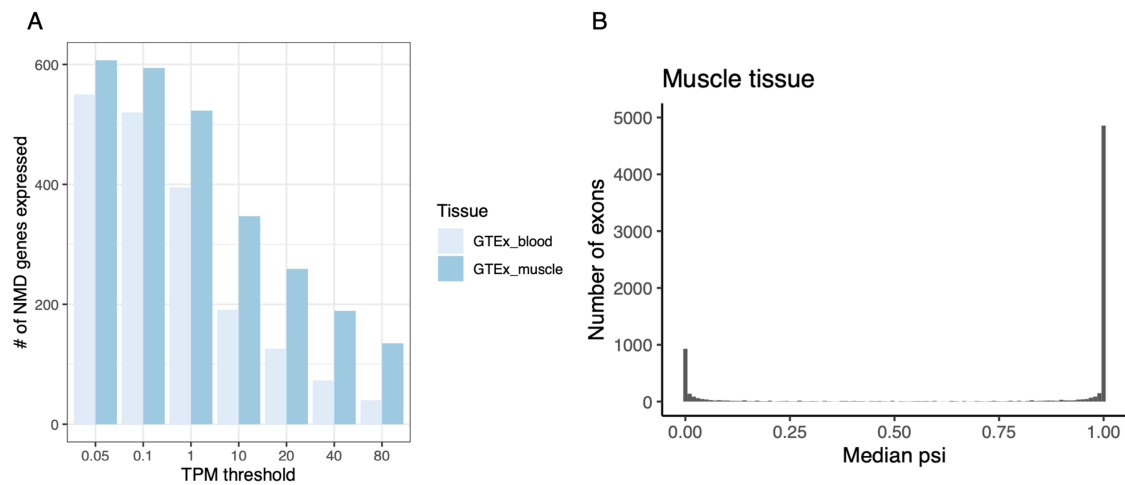 A
# of NMD genes expressed
600
400
200
0
0.05 0.1 1 10 20 40 80
TPM threshold
Tissue
GTEx_blood
GTEx_muscle
B
Muscle tissue
Number of exons
5000
4000
3000
2000
1000
0
0.00 0.25 0.50 0.75 1.00
Median psi